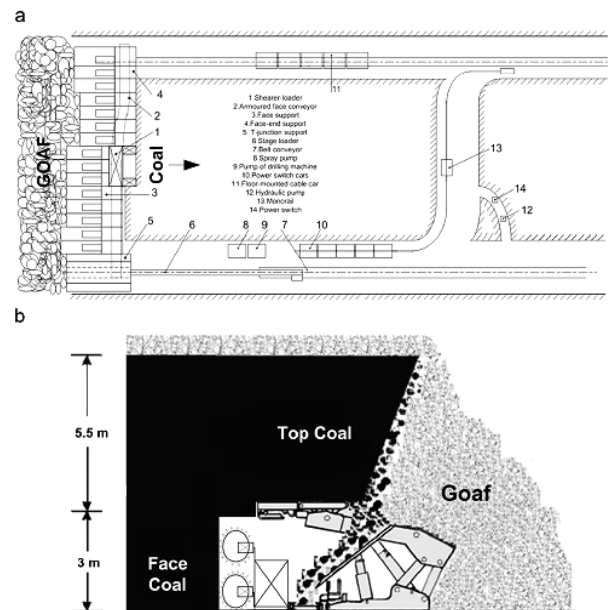 a
11
4
2
1
3
5
GOAF
Coal
1.Shearer-loader
2.Armoured face conveyor
3.Face support
4.Face-end support
5. T-junction support
6 Stage loader
7.Belt conveyor
8 Spray pump
9.Pump of drilling machine
10.Power switch cars
11 Floor-mounted cable car
12.Hydraulic pump
13 Monorail
14 Power switch
13
14
12
6
8
9
7
10
b
5.5 m
Top Coal
Goaf
3 m
Face
Coal